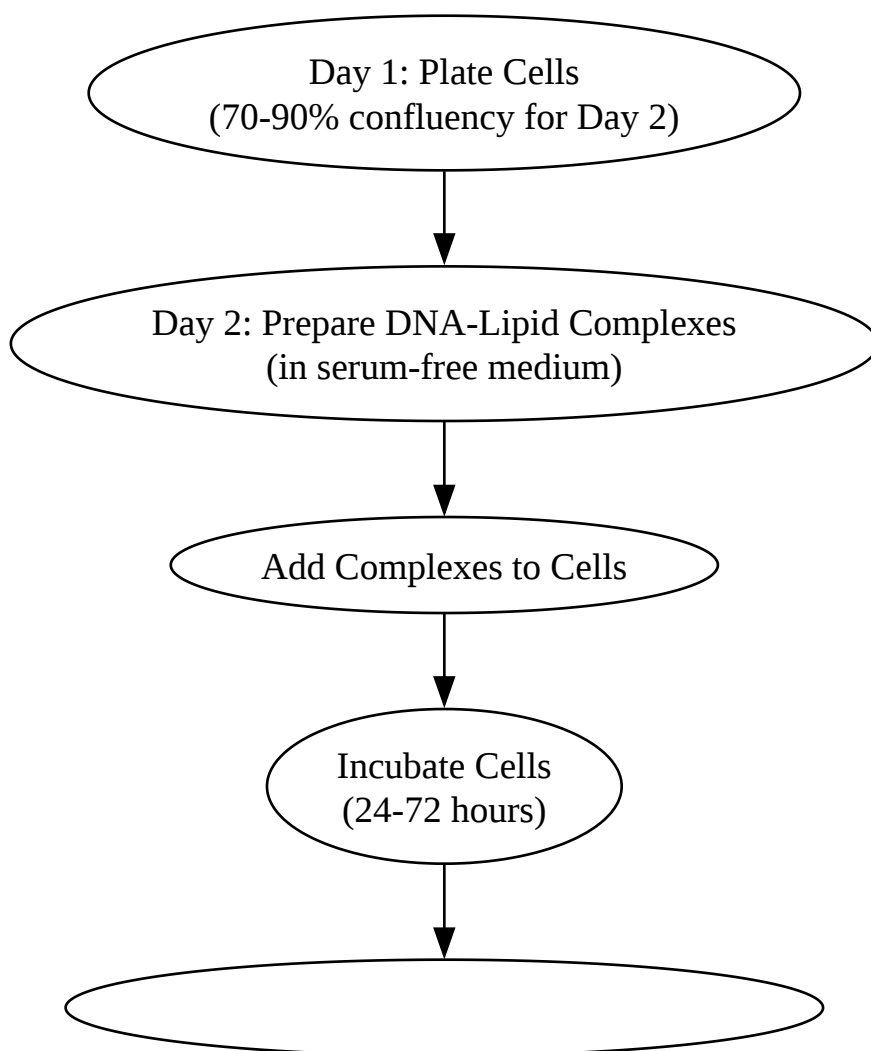 Day 1: Plate Cells
(70-90% confluency for Day 2)
Day 2: Prepare DNA-Lipid Complexes
(in serum-free medium)
Add Complexes to Cells
Incubate Cells
(24-72 hours)